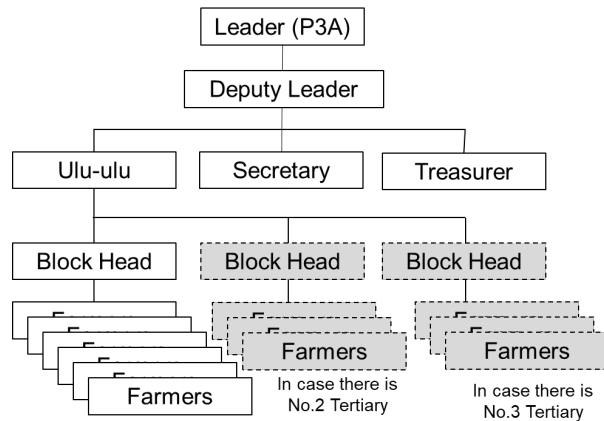 Leader (P3A)
Deputy Leader
Ulu-ulu
Secretary
Treasurer
Block Head
Block Head
Block Head
Farmers
Farmers
Farmers
In case there is
No.2 Tertiary
In case there is
No.3 Tertiary